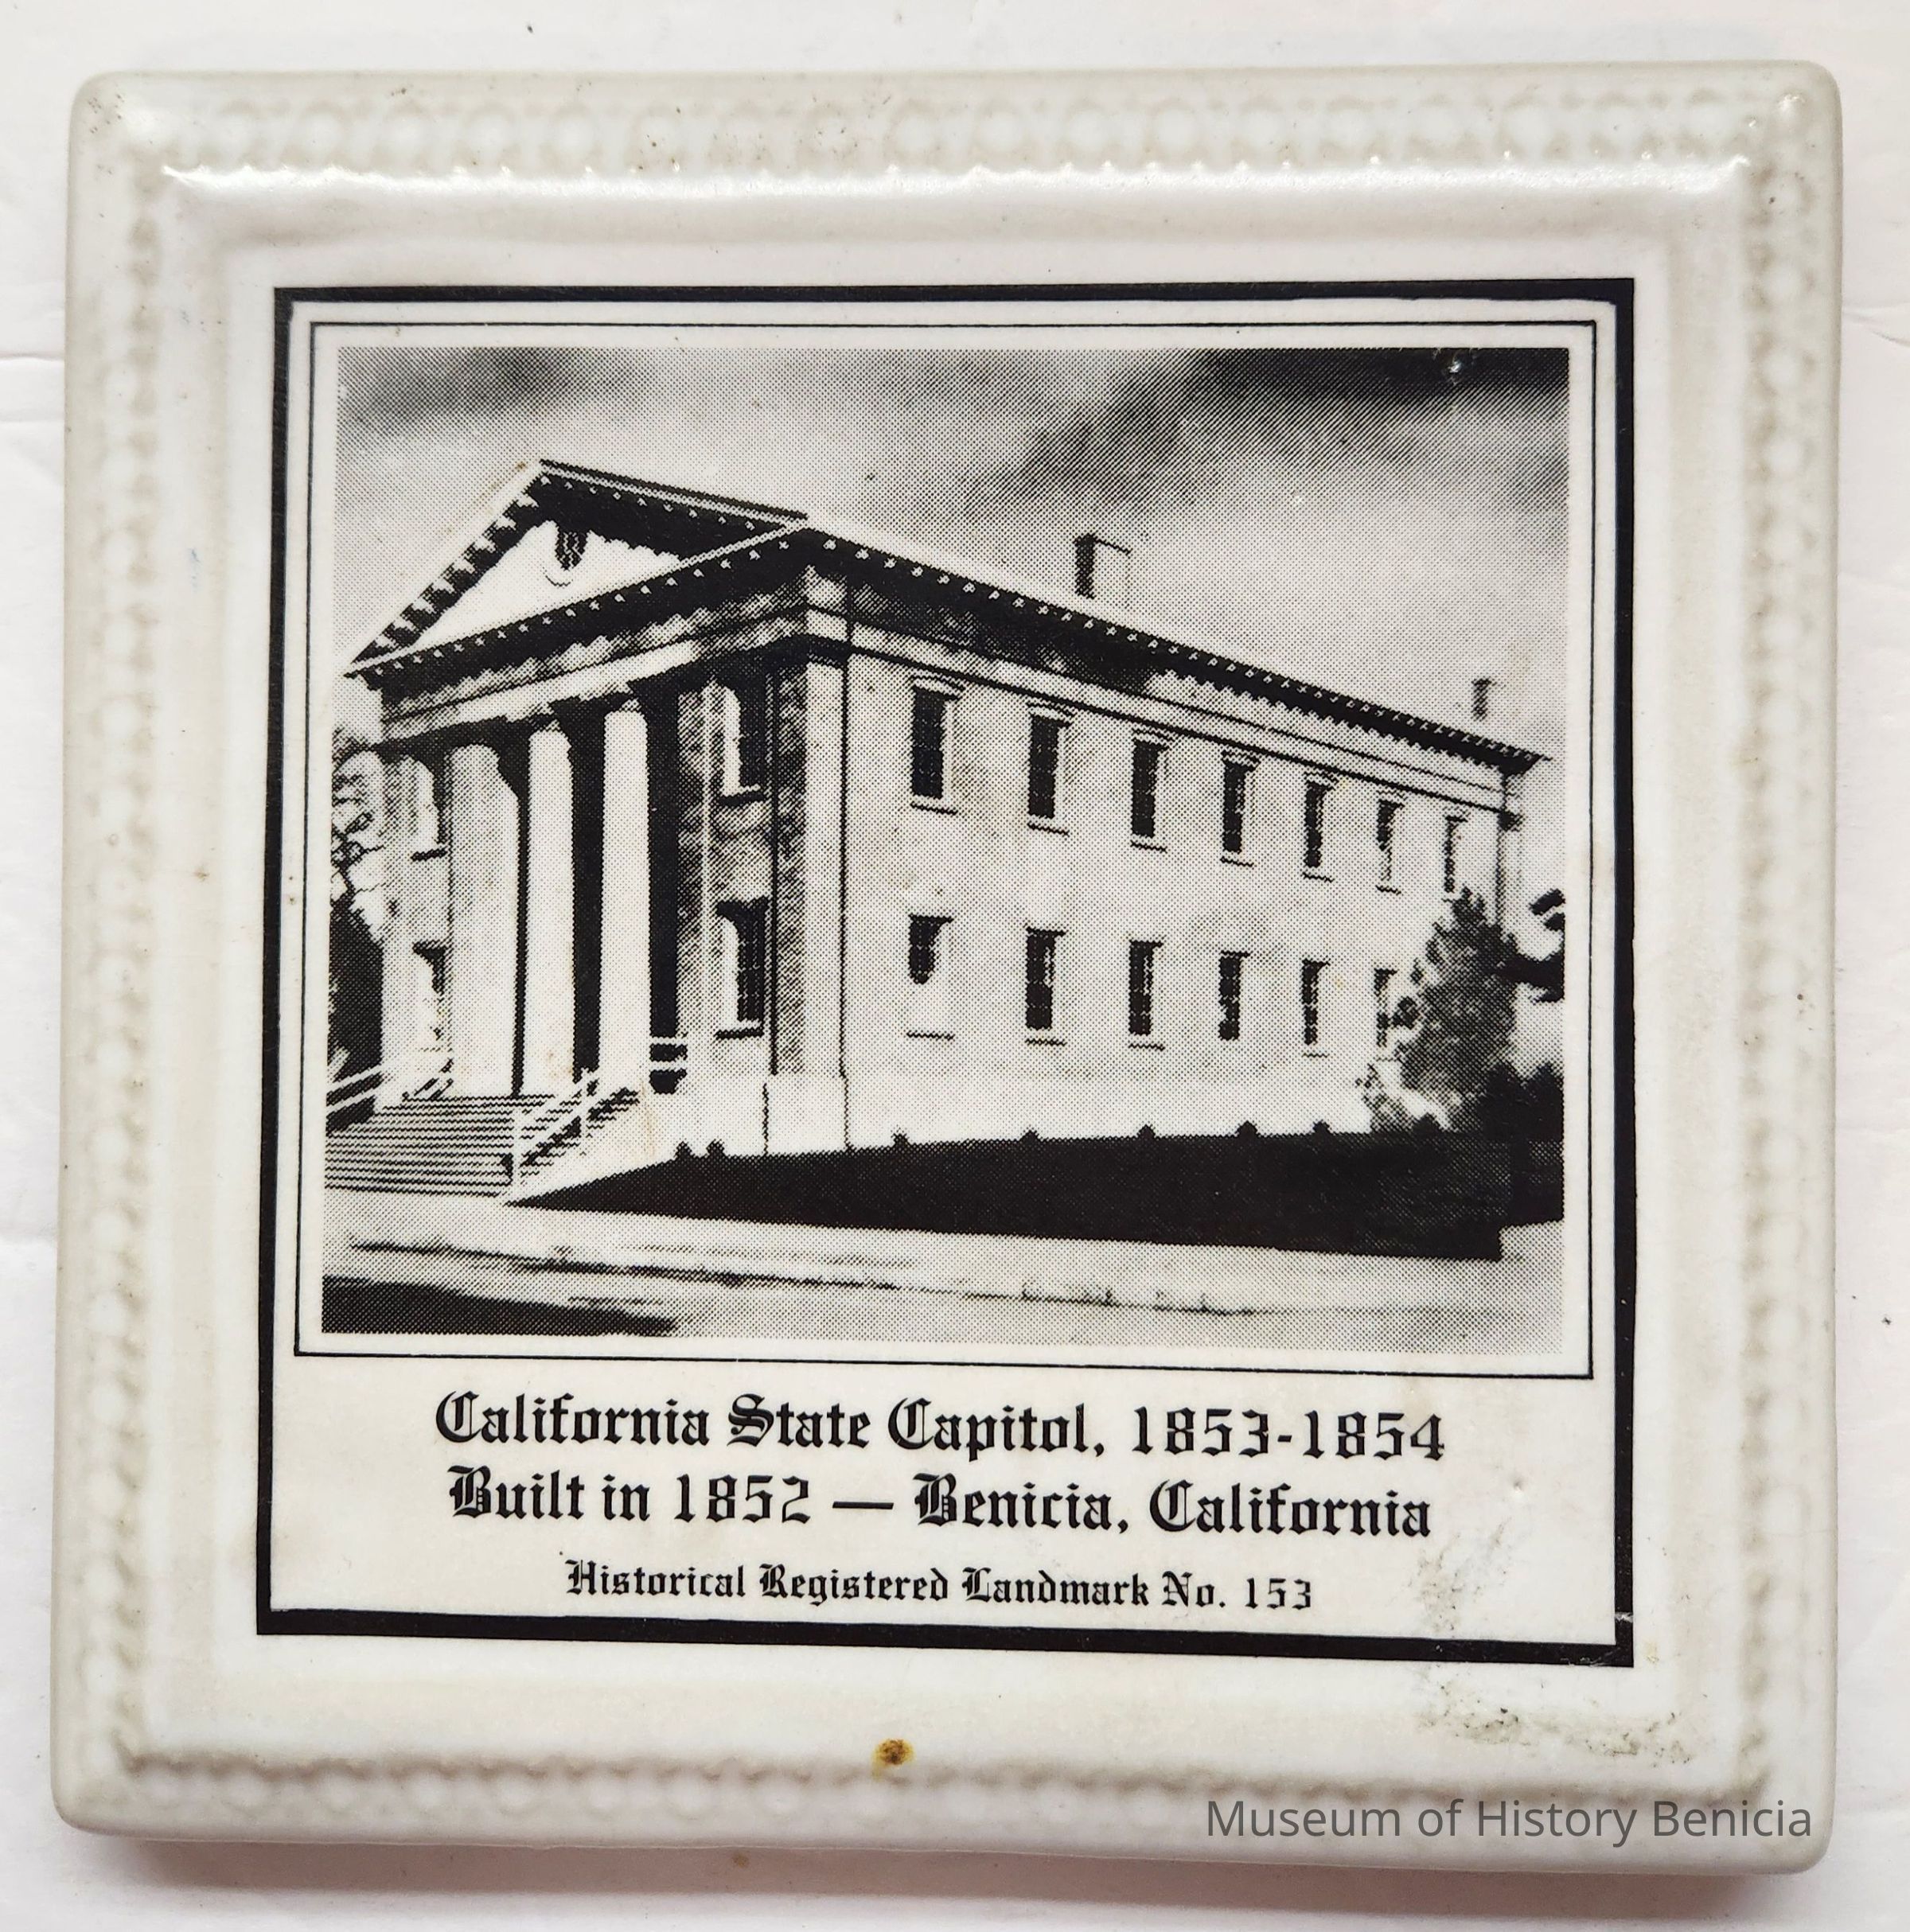 California State Capitol, 1853-1854
Built in 1852 — Benicia, California
Historical Registered Landmark No. 153
Museum of History Benicia